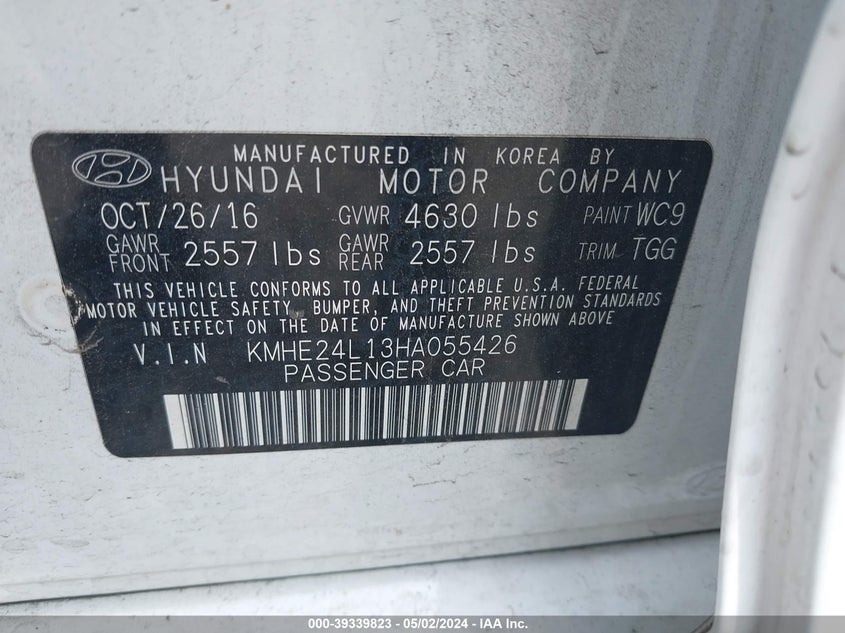 MANUFACTURED IN KOREA BY
HYUNDAI MOTOR COMPANY
OCT/26/16 GVWR 4630 lbs PAINT WC9
GAWR FRONT 2557 lbs GAWR REAR 2557 lbs TRIM TGG
THIS VEHICLE CONFORMS TO ALL APPLICABLE U.S.A. FEDERAL
MOTOR VEHICLE SAFETY, BUMPER, AND THEFT PREVENTION STANDARDS
IN EFFECT ON THE DATE OF MANUFACTURE SHOWN ABOVE
V.I.N KMHE24L13HA055426
PASSENGER CAR
000-39339823 - 05/02/2024 - IAA Inc.